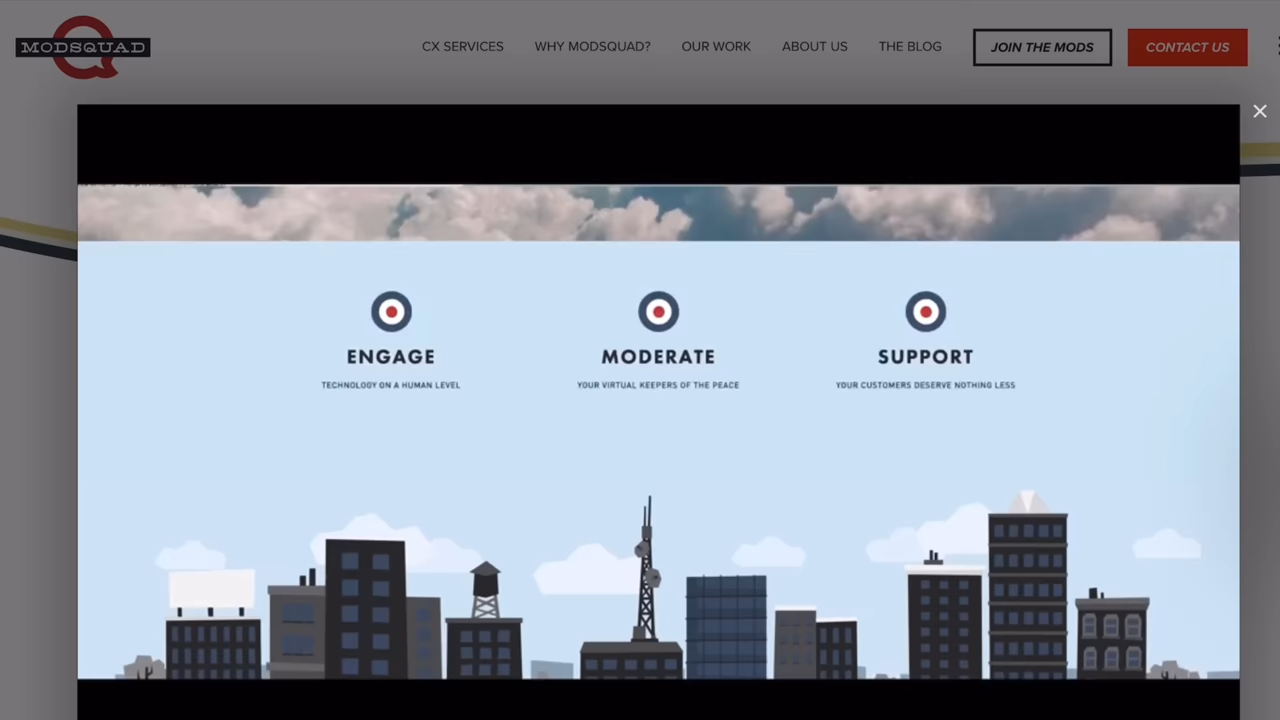 MODSQUAD
CX SERVICES WHY MODSQUAD? OUR WORK ABOUT US THE BLOG JOIN THE MODS CONTACT US
ENGAGE
TECHNOLOGY ON A HUMAN LEVEL
MODERATE
YOUR VIRTUAL KEEPERS OF THE PEACE
SUPPORT
YOUR CUSTOMERS DESERVE NOTHING LESS